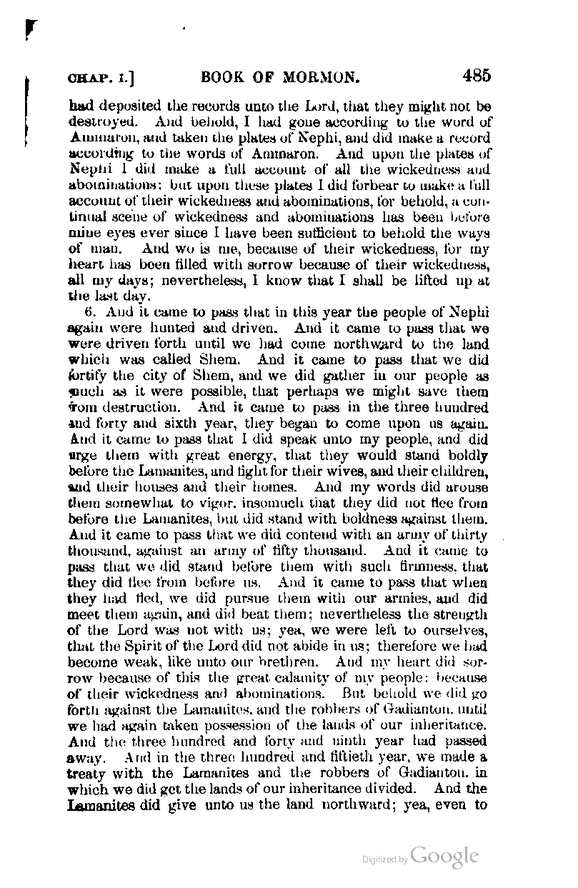 CHAP. I.] BOOK OF MORMON. 485
had deposited the records unto the Lord, that they might not be
destroyed. And behold, I had gone according to the word of
Ammaron, and taken the plates of Nephi, and did make a record
according to the words of Ammaron. And upon the plates of
Nephi I did make a full account of all the wickedness and
abominations; but upon these plates I did forbear to make a full
account of their wickedness and abominations, for behold, a con-
tinual scene of wickedness and abominations has been before
mine eyes ever since I have been sufficient to behold the ways
of man. And wo is me, because of their wickedness, for my
heart has been filled with sorrow because of their wickedness,
all my days; nevertheless, I know that I shall be lifted up at
the last day.
6. And it came to pass that in this year the people of Nephi
again were hunted and driven. And it came to pass that we
were driven forth until we had come northward to the land
which was called Shem. And it came to pass that we did
fortify the city of Shem, and we did gather in our people as
much as it were possible, that perhaps we might save them
from destruction. And it came to pass in the three hundred
and forty and sixth year, they began to come upon us again.
And it came to pass that I did speak unto my people, and did
urge them with great energy, that they would stand boldly
before the Lamanites, and fight for their wives, and their children,
and their houses and their homes. And my words did arouse
them somewhat to vigor, insomuch that they did not flee from
before the Lamanites, but did stand with boldness against them.
And it came to pass that we did contend with an army of thirty
thousand, against an army of fifty thousand. And it came to
pass that we did stand before them with such firmness, that
they did flee from before us. And it came to pass that when
they had fled, we did pursue them with our armies, and did
meet them again, and did beat them; nevertheless the strength
of the Lord was not with us; yea, we were left to ourselves,
that the Spirit of the Lord did not abide in us; therefore we had
become weak, like unto our brethren. And my heart did sor-
row because of this the great calamity of my people; because
of their wickedness and abominations. But behold we did go
forth against the Lamanites, and the robbers of Gadianton, until
we had again taken possession of the lands of our inheritance.
And the three hundred and forty and ninth year had passed
away. And in the three hundred and fiftieth year, we made a
treaty with the Lamanites and the robbers of Gadianton, in
which we did get the lands of our inheritance divided. And the
Lamanites did give unto us the land northward; yea, even to
Digitized by Google